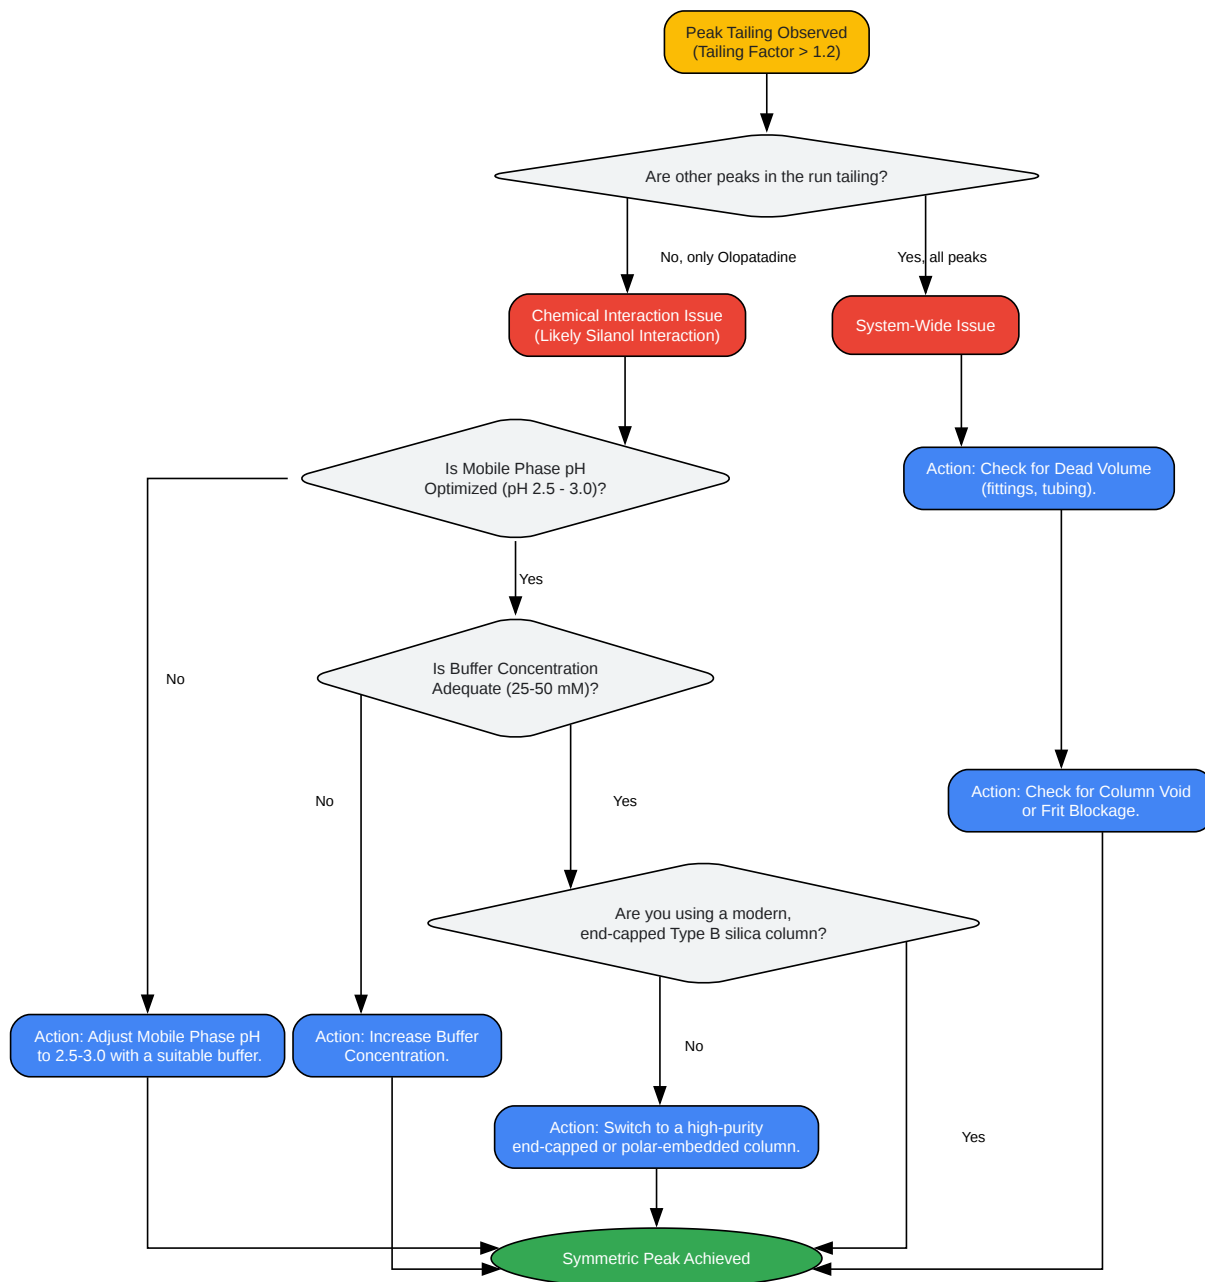 Peak Tailing Observed
(Tailing Factor > 1.2)
Are other peaks in the run tailing?
No, only Olopatadine
Yes, all peaks
Chemical Interaction Issue
(Likely Silanol Interaction)
System-Wide Issue
Is Mobile Phase pH
Optimized (pH 2.5 - 3.0)?
Action: Check for Dead Volume
(fittings, tubing).
Yes
Is Buffer Concentration
Adequate (25-50 mM)?
No
No
Yes
Action: Check for Column Void
or Frit Blockage.
Are you using a modern,
end-capped Type B silica column?
Action: Adjust Mobile Phase pH
to 2.5-3.0 with a suitable buffer.
Action: Increase Buffer
Concentration.
No
Action: Switch to a high-purity
end-capped or polar-embedded column.
Yes
Symmetric Peak Achieved